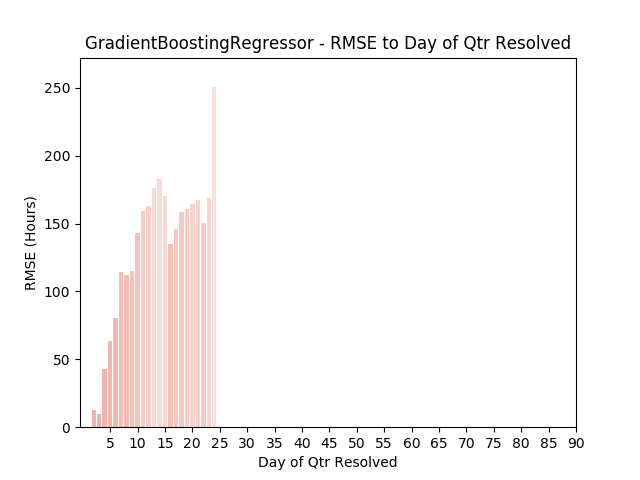 GradientBoostingRegressor - RMSE to Day of Qtr Resolved
RMSE (Hours)
250
200
150
100
50
0
5 10 15 20 25 30 35 40 45 50 55 60 65 70 75 80 85 90
Day of Qtr Resolved